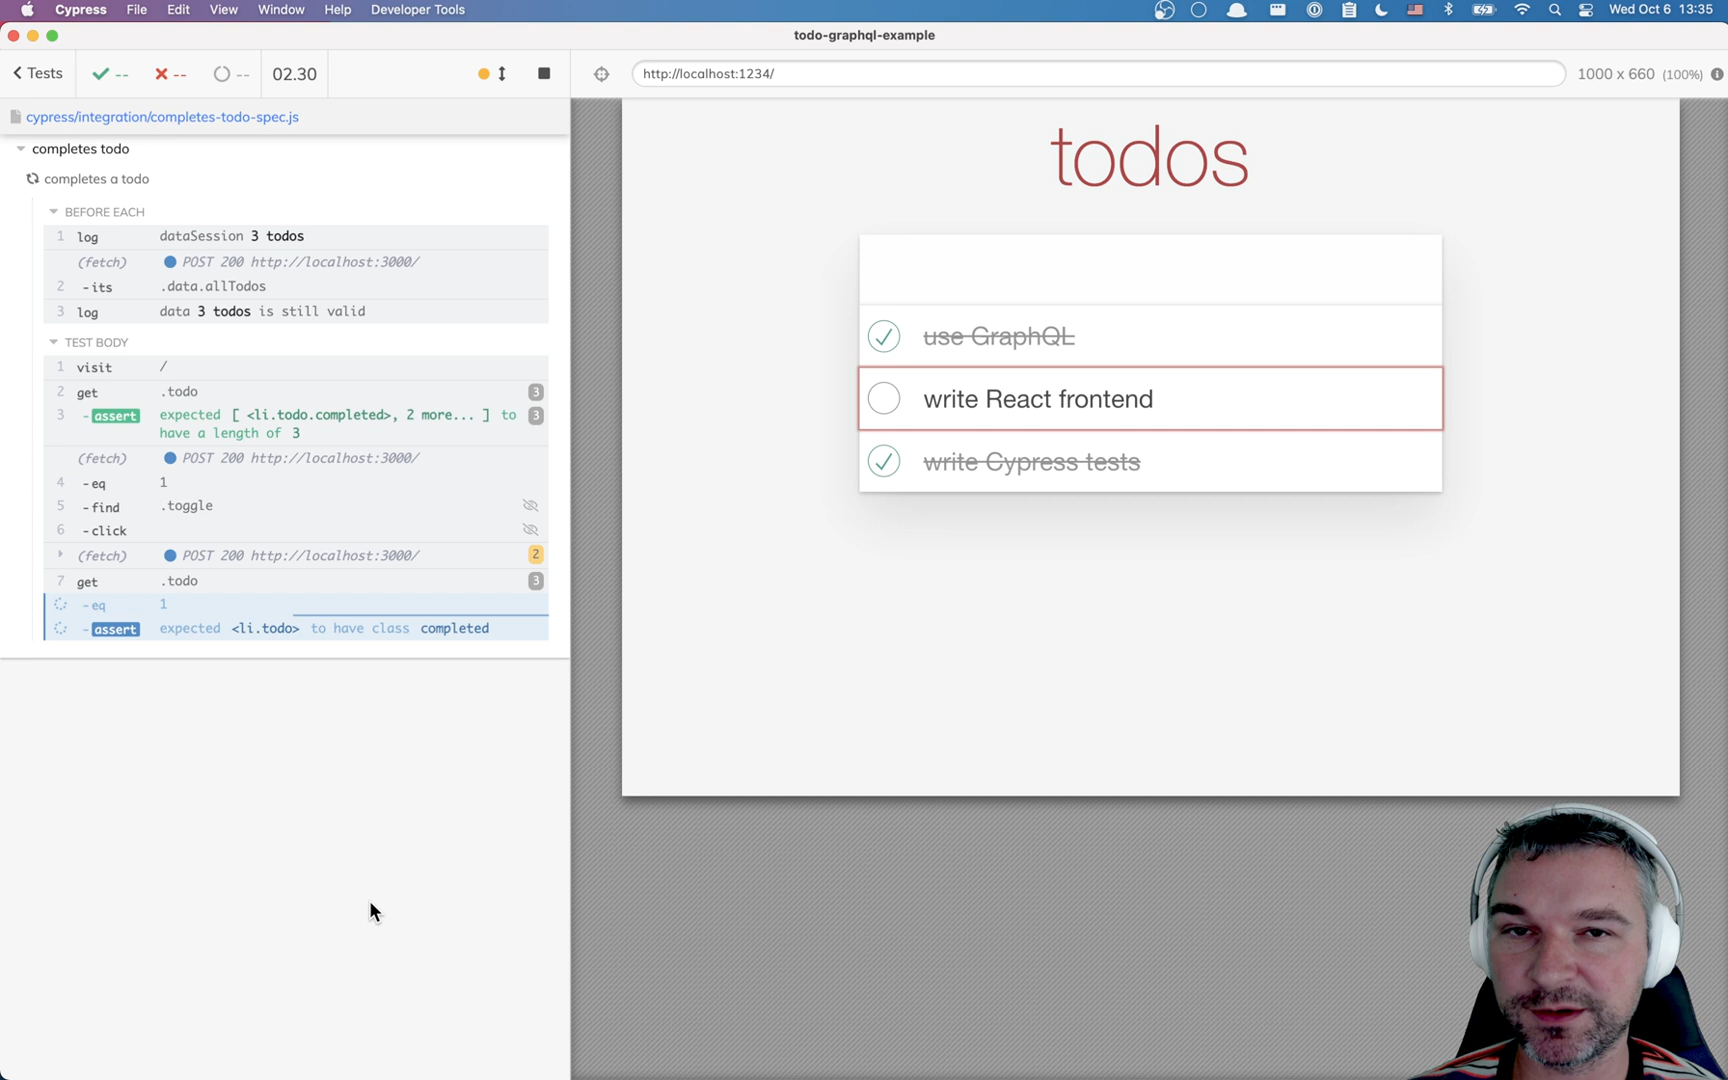 Cypress File Edit View Window Help Developer Tools Wed Oct 6 13:35
todo-graphql-example
Tests -- -- -- 02.30
http://localhost:1234/ 1000 x 660 (100%)
cypress/integration/completes-todo-spec.js
completes todo
completes a todo
BEFORE EACH
1 log dataSession 3 todos
(fetch) POST 200 http://localhost:3000/
2 -its .data.allTodos
3 log data 3 todos is still valid
TEST BODY
1 visit /
2 get .todo 3
3 -assert expected [ <li.todo.completed>, 2 more... ] to 3
have a length of 3
(fetch) POST 200 http://localhost:3000/
4 -eq 1
5 -find .toggle
6 -click
(fetch) POST 200 http://localhost:3000/ 2
7 get .todo 3
-eq 1
-assert expected <li.todo> to have class completed
todos
use GraphQL
write React frontend
write Cypress tests